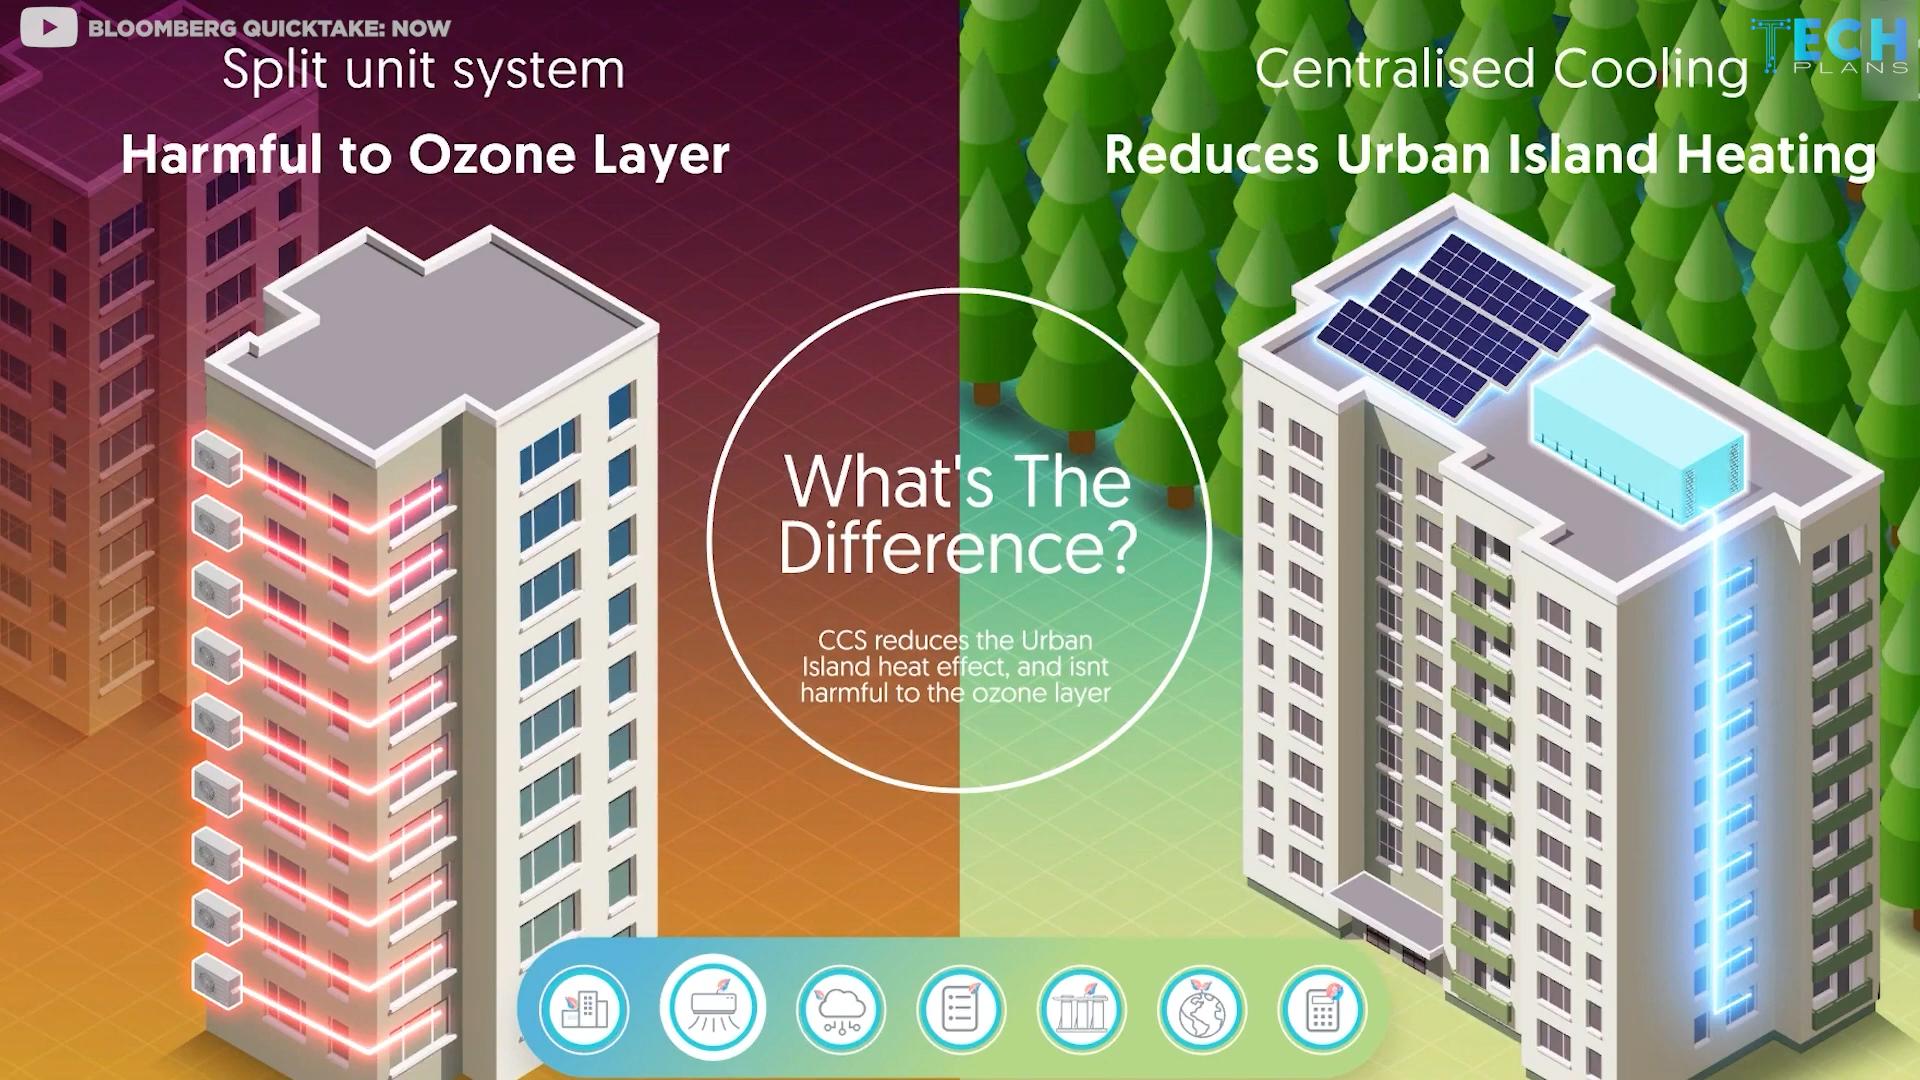 BLOOMBERG QUICKTAKE: NOW
TECH
PLANS
Split unit system
Harmful to Ozone Layer
Centralised Cooling
Reduces Urban Island Heating
What's The
Difference?
CCS reduces the Urban
Island heat effect, and isnt
harmful to the ozone layer